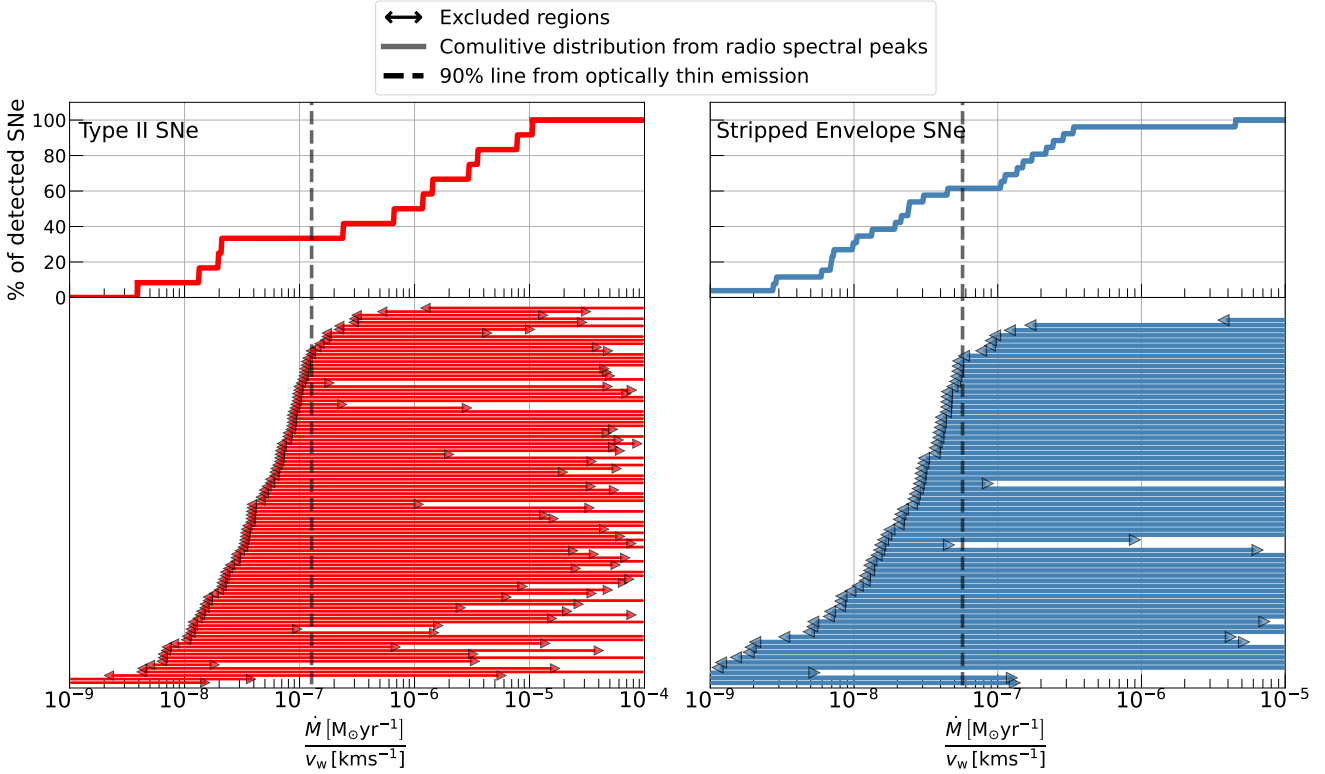 Excluded regions
Comulitive distribution from radio spectral peaks
90% line from optically thin emission
% of detected SNe
100
80
60
40
20
0
Type II SNe
Stripped Envelope SNe
10⁻⁹ 10⁻⁸ 10⁻⁷ 10⁻⁶ 10⁻⁵ 10⁻⁴
10⁻⁹ 10⁻⁸ 10⁻⁷ 10⁻⁶ 10⁻⁵
Ṁ [M⊙yr⁻¹]
v_w [kms⁻¹]
Ṁ [M⊙yr⁻¹]
v_w [kms⁻¹]